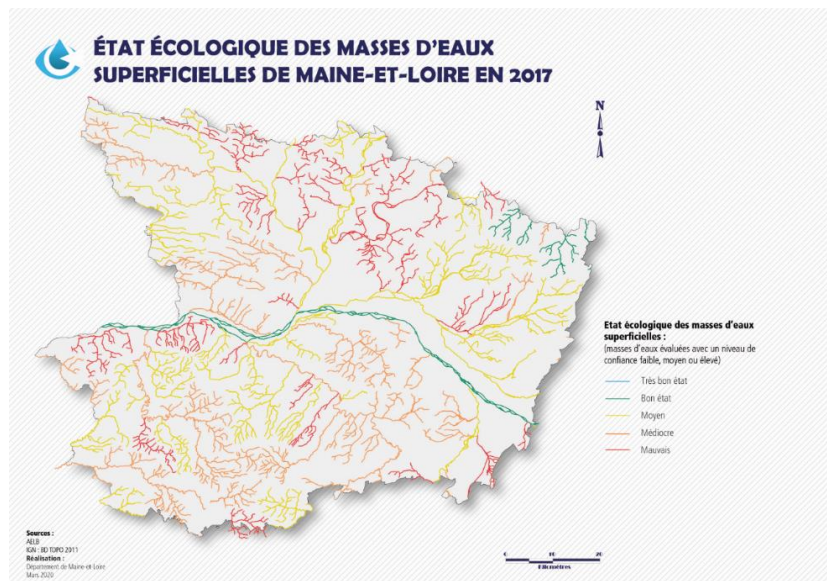 ÉTAT ÉCOLOGIQUE DES MASSES D'EAUX
SUPERFICIELLES DE MAINE-ET-LOIRE EN 2017
N
Etat écologique des masses d'eaux
superficielles :
(masses d'eaux évaluées avec un niveau de
confiance faible, moyen ou élevé)
Très bon état
Bon état
Moyen
Médiocre
Mauvais
Sources :
AELB
IGN : BD TOPO 2011
Réalisation :
Département de Maine-et-Loire
Mars 2020
0 10 20
Kilomètres